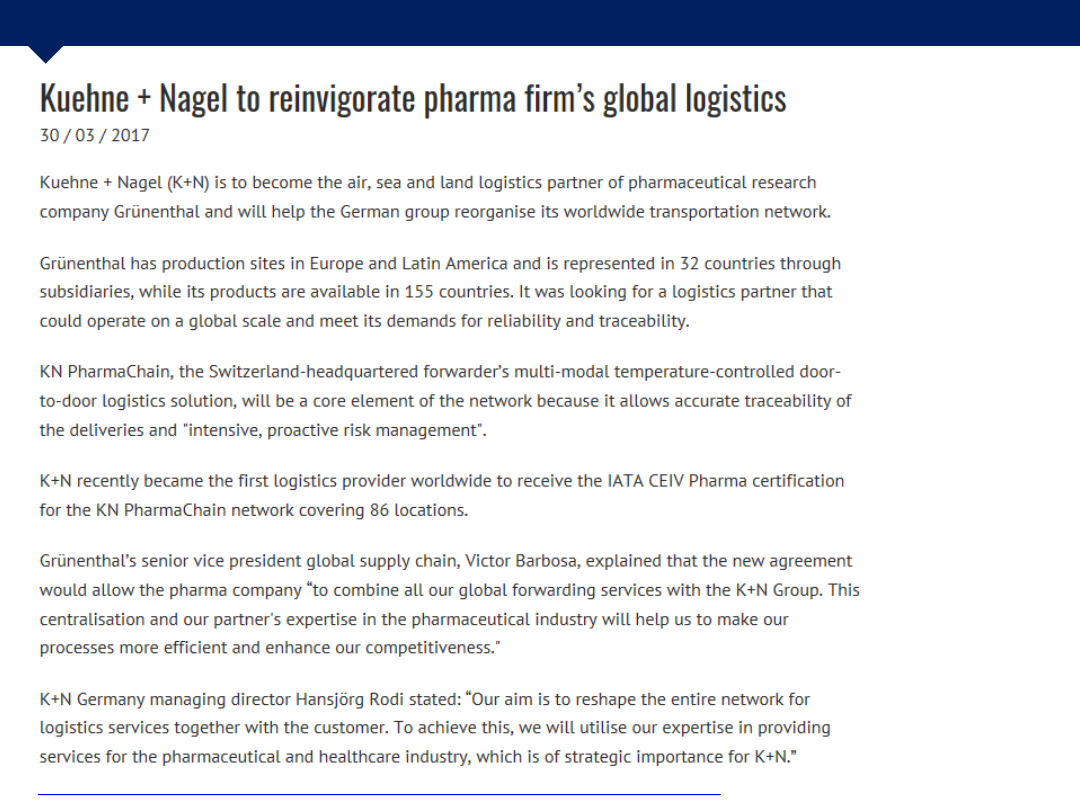 Kuehne + Nagel to reinvigorate pharma firm’s global logistics
30 / 03 / 2017
Kuehne + Nagel (K+N) is to become the air, sea and land logistics partner of pharmaceutical research
company Grünenthal and will help the German group reorganise its worldwide transportation network.
Grünenthal has production sites in Europe and Latin America and is represented in 32 countries through
subsidiaries, while its products are available in 155 countries. It was looking for a logistics partner that
could operate on a global scale and meet its demands for reliability and traceability.
KN PharmaChain, the Switzerland-headquartered forwarder’s multi-modal temperature-controlled door-
to-door logistics solution, will be a core element of the network because it allows accurate traceability of
the deliveries and "intensive, proactive risk management".
K+N recently became the first logistics provider worldwide to receive the IATA CEIV Pharma certification
for the KN PharmaChain network covering 86 locations.
Grünenthal’s senior vice president global supply chain, Victor Barbosa, explained that the new agreement
would allow the pharma company “to combine all our global forwarding services with the K+N Group. This
centralisation and our partner's expertise in the pharmaceutical industry will help us to make our
processes more efficient and enhance our competitiveness."
K+N Germany managing director Hansjörg Rodi stated: “Our aim is to reshape the entire network for
logistics services together with the customer. To achieve this, we will utilise our expertise in providing
services for the pharmaceutical and healthcare industry, which is of strategic importance for K+N.”